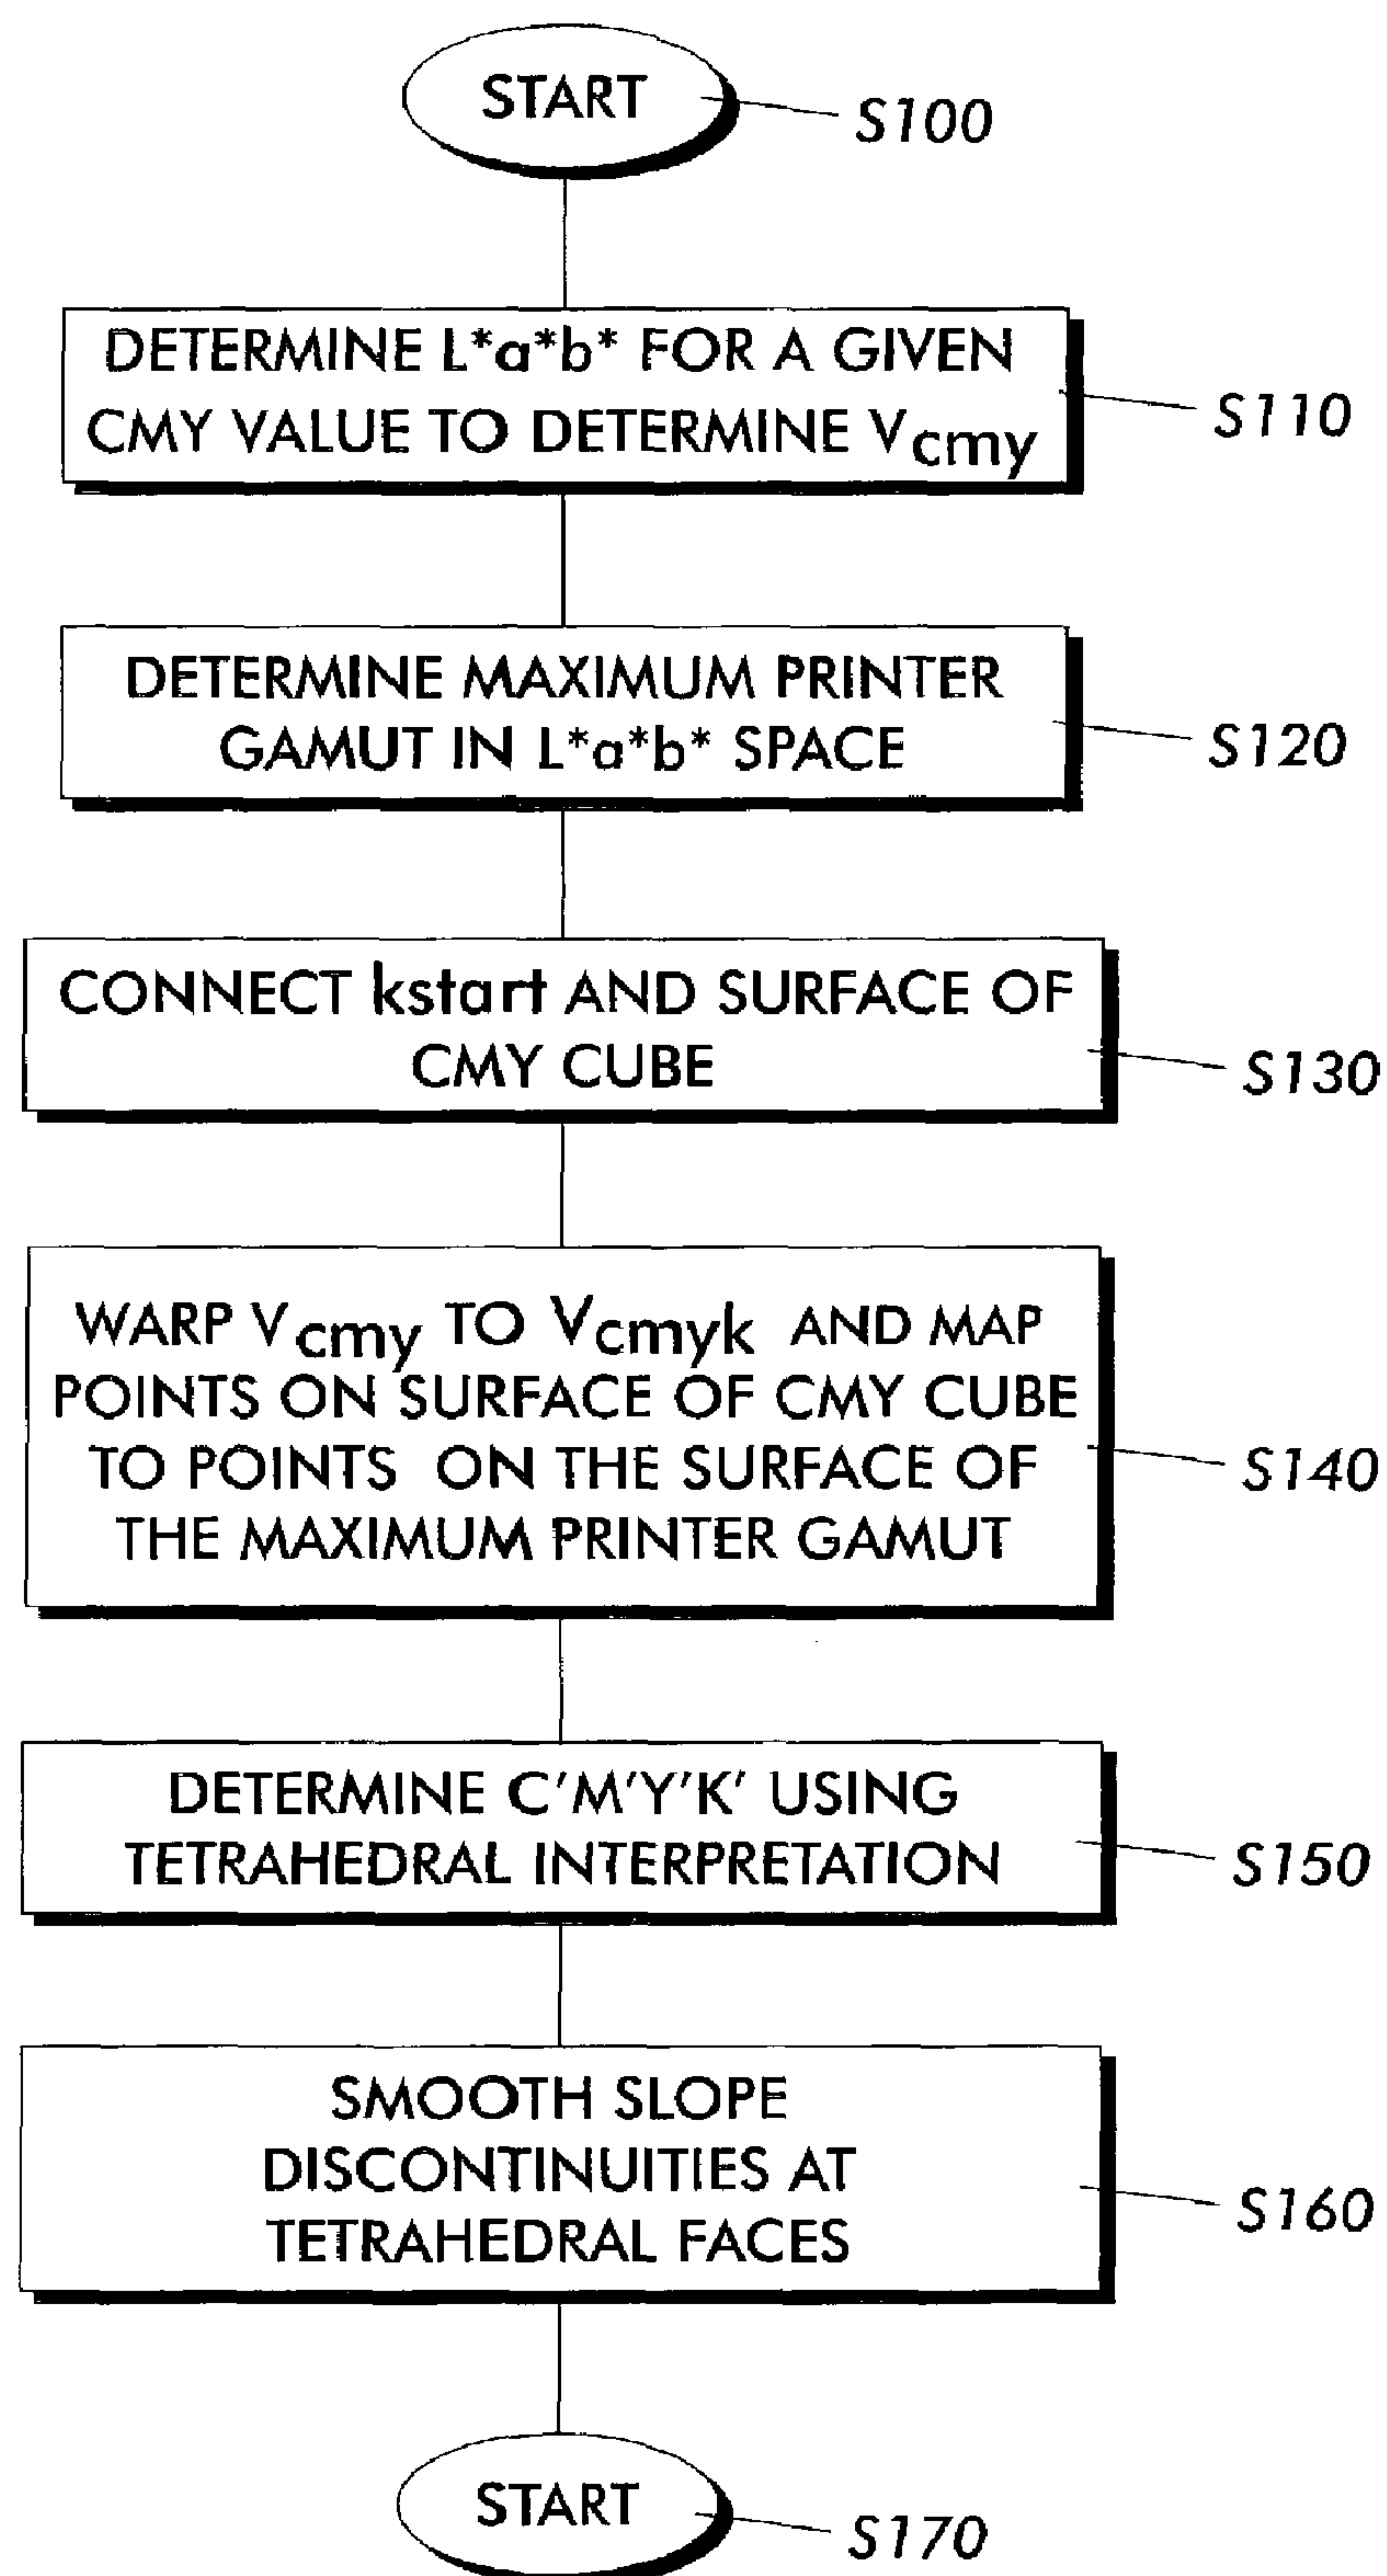 START
S100
DETERMINE L*a*b* FOR A GIVEN
CMY VALUE TO DETERMINE Vcmy
S110
DETERMINE MAXIMUM PRINTER
GAMUT IN L*a*b* SPACE
S120
CONNECT kstart AND SURFACE OF
CMY CUBE
S130
WARP Vcmy TO Vcmyk AND MAP
POINTS ON SURFACE OF CMY CUBE
TO POINTS ON THE SURFACE OF
THE MAXIMUM PRINTER GAMUT
S140
DETERMINE C'M'Y'K' USING
TETRAHEDRAL INTERPRETATION
S150
SMOOTH SLOPE
DISCONTINUITIES AT
TETRAHEDRAL FACES
S160
START
S170